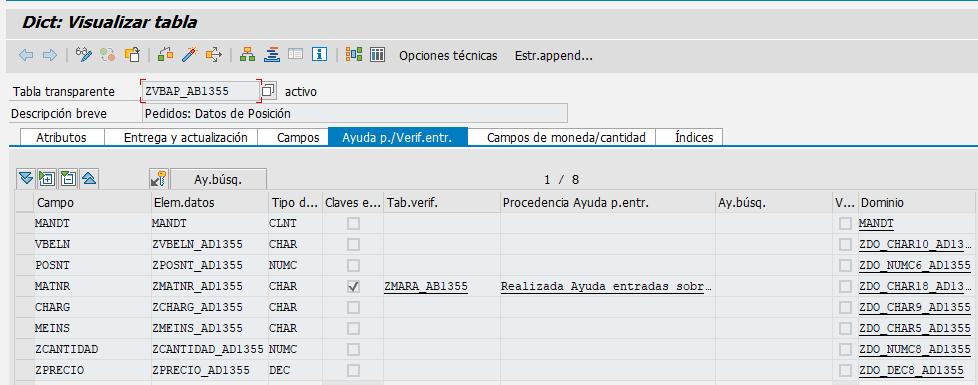 Dict: Visualizar tabla
Opciones técnicas Estr.append...
Tabla transparente ZVBAP_AB1355 activo
Descripción breve Pedidos: Datos de Posición
Atributos Entrega y actualización Campos Ayuda p./Verif.entr. Campos de moneda/cantidad Índices
Ay.búsq. 1 / 8
Campo Elem.datos Tipo d... Claves e... Tab.verif. Procedencia Ayuda p.entr. Ay.búsq. V... Dominio
MANDT MANDT CLNT MANDT
VBELN ZVBELN_AD1355 CHAR ZDO_CHAR10_AD13...
POSNT ZPOSNT_AD1355 NUMC ZDO_NUMC6_AD1355
MATNR ZMATNR_AD1355 CHAR ZMARA_AB1355 Realizada Ayuda entradas sobr... ZDO_CHAR18_AD13...
CHARG ZCHARG_AD1355 CHAR ZDO_CHAR9_AD1355
MEINS ZMEINS_AD1355 CHAR ZDO_CHAR5_AD1355
ZCANTIDAD ZCANTIDAD_AD1355 NUMC ZDO_NUMC8_AD1355
ZPRECIO ZPRECIO_AD1355 DEC ZDO_DEC8_AD1355